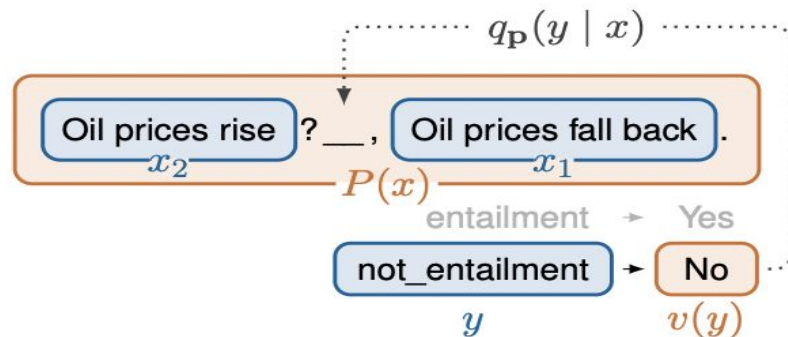 q_p(y | x)
Oil prices rise ? __ , Oil prices fall back .
x_2 x_1
P(x)
entailment → Yes
not_entailment → No
y v(y)